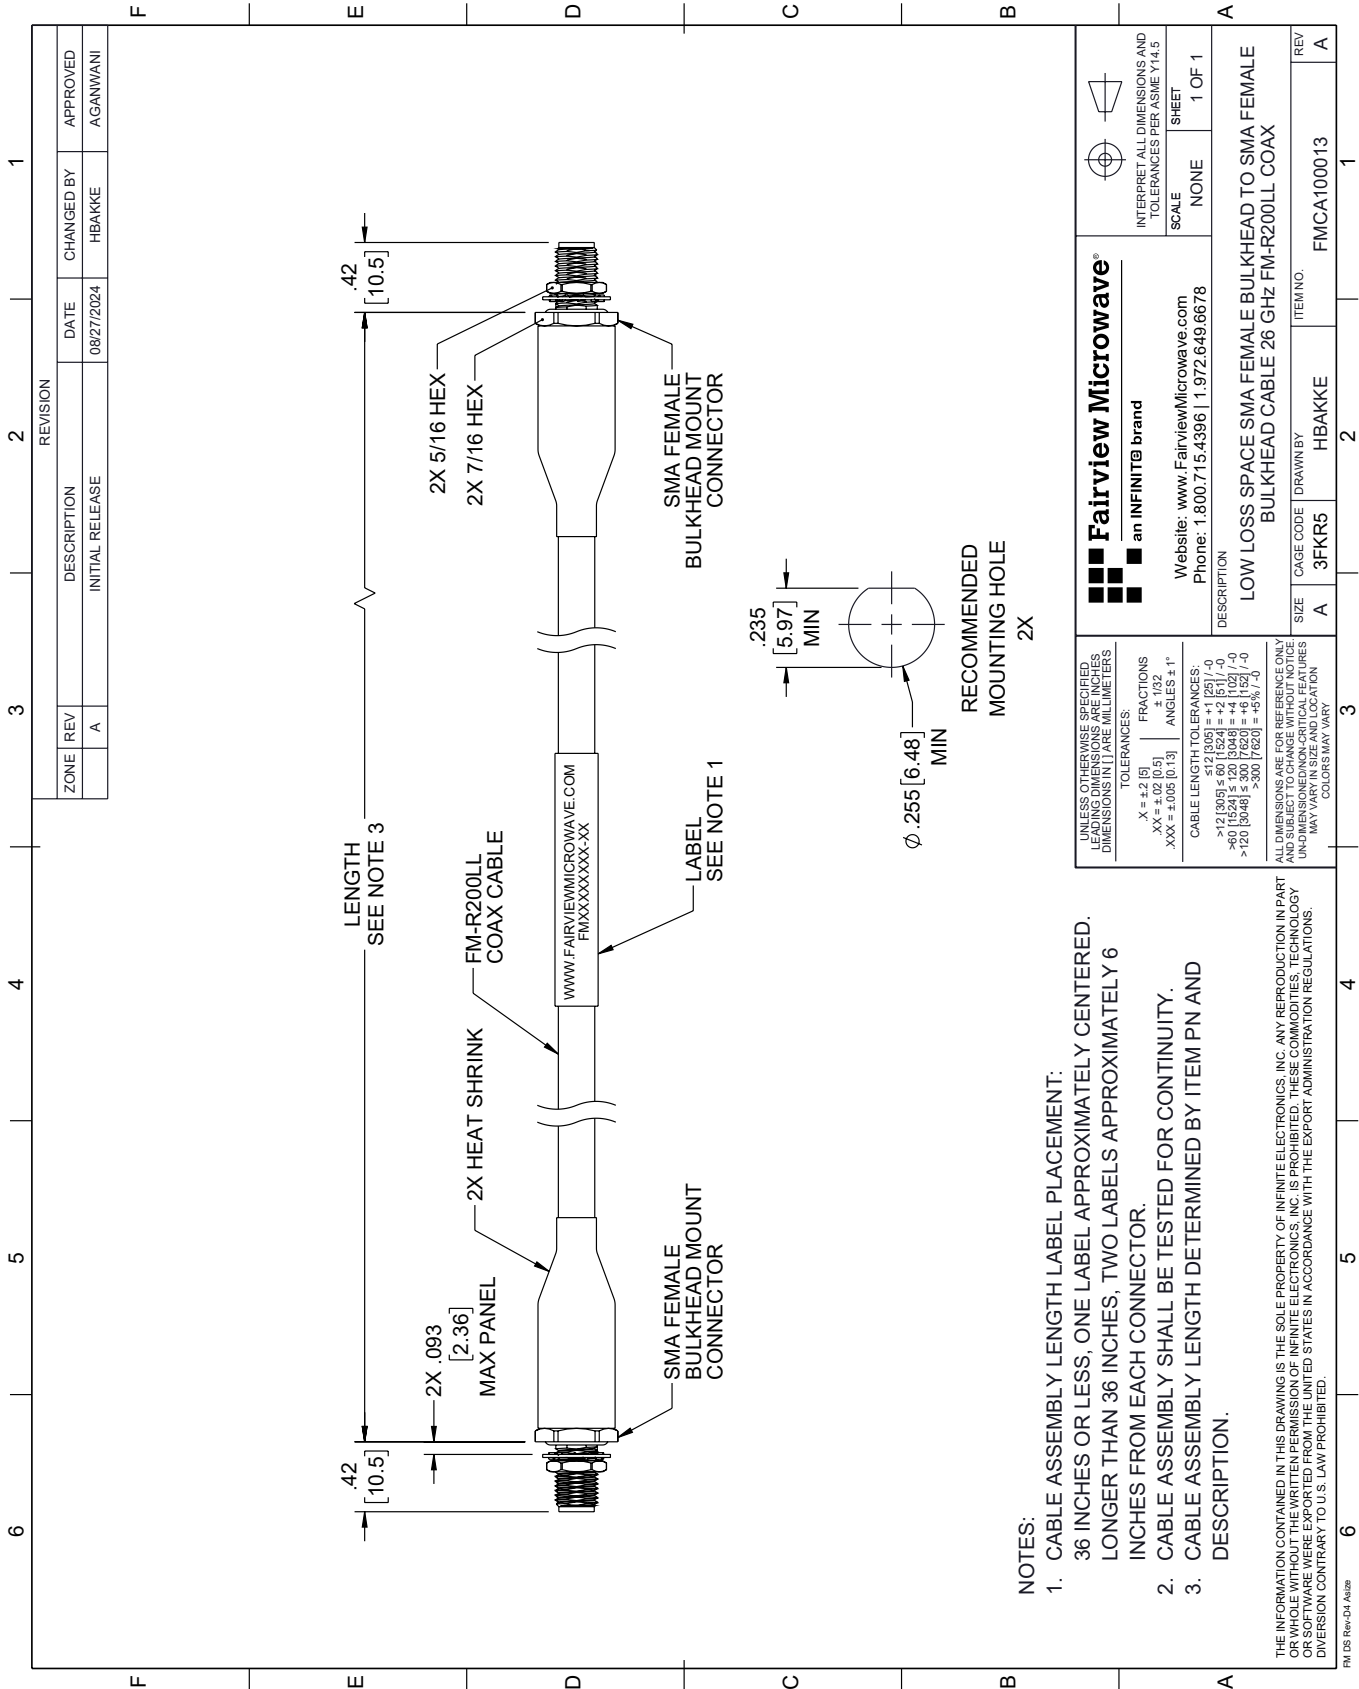 6
5
4
3
2
1
F
E
D
C
B
A
REVISION
ZONE
REV
DESCRIPTION
DATE
CHANGED BY
APPROVED
A
INITIAL RELEASE
08/27/2024
HBAKKE
AGANWANI
.42
[10.5]
LENGTH
SEE NOTE 3
.42
[10.5]
2X .093
[2.36]
MAX PANEL
2X HEAT SHRINK
FM-R200LL
COAX CABLE
2X 5/16 HEX
2X 7/16 HEX
WWW.FAIRVIEWMICROWAVE.COM
FMXXXXXXXX-XX
SMA FEMALE
BULKHEAD MOUNT
CONNECTOR
LABEL
SEE NOTE 1
SMA FEMALE
BULKHEAD MOUNT
CONNECTOR
.235
[5.97]
MIN
Ø .255 [6.48]
MIN
RECOMMENDED
MOUNTING HOLE
2X
NOTES:
1. CABLE ASSEMBLY LENGTH LABEL PLACEMENT:
36 INCHES OR LESS, ONE LABEL APPROXIMATELY CENTERED.
LONGER THAN 36 INCHES, TWO LABELS APPROXIMATELY 6
INCHES FROM EACH CONNECTOR.
2. CABLE ASSEMBLY SHALL BE TESTED FOR CONTINUITY.
3. CABLE ASSEMBLY LENGTH DETERMINED BY ITEM PN AND
DESCRIPTION.
THE INFORMATION CONTAINED IN THIS DRAWING IS THE SOLE PROPERTY OF INFINITE ELECTRONICS, INC. ANY REPRODUCTION IN PART
OR WHOLE WITHOUT THE WRITTEN PERMISSION OF INFINITE ELECTRONICS, INC. IS PROHIBITED. THESE COMMODITIES, TECHNOLOGY
OR SOFTWARE WERE EXPORTED FROM THE UNITED STATES IN ACCORDANCE WITH THE EXPORT ADMINISTRATION REGULATIONS.
DIVERSION CONTRARY TO U.S. LAW PROHIBITED.
UNLESS OTHERWISE SPECIFIED
LEADING DIMENSIONS ARE INCHES
DIMENSIONS IN [ ] ARE MILLIMETERS
TOLERANCES:
.X = ±.2 [5]
.XX = ±.02 [0.5]
.XXX = ±.005 [0.13]
FRACTIONS
± 1/32
ANGLES ± 1°
CABLE LENGTH TOLERANCES:
≤12 [305] = +1 [25] / -0
>12 [305] ≤ 60 [1524] = +2 [51] / -0
>60 [1524] ≤ 120 [3048] = +4 [102] / -0
>120 [3048] ≤ 300 [7620] = +6 [152] / -0
>300 [7620] = +5% / -0
ALL DIMENSIONS ARE FOR REFERENCE ONLY
AND SUBJECT TO CHANGE WITHOUT NOTICE.
UN-DIMENSIONED/NON-CRITICAL FEATURES
MAY VARY IN SIZE AND LOCATION
COLORS MAY VARY
Fairview Microwave®
an INFINIT@ brand
Website: www.FairviewMicrowave.com
Phone: 1.800.715.4396 | 1.972.649.6678
INTERPRET ALL DIMENSIONS AND
TOLERANCES PER ASME Y14.5
SCALE
NONE
SHEET
1 OF 1
DESCRIPTION
LOW LOSS SPACE SMA FEMALE BULKHEAD TO SMA FEMALE
BULKHEAD CABLE 26 GHz FM-R200LL COAX
SIZE
A
CAGE CODE
3FKR5
DRAWN BY
HBAKKE
ITEM NO.
FMCA100013
REV
A
F
E
D
C
B
A
6
5
4
3
2
1
FM DS Rev-D4 Asize